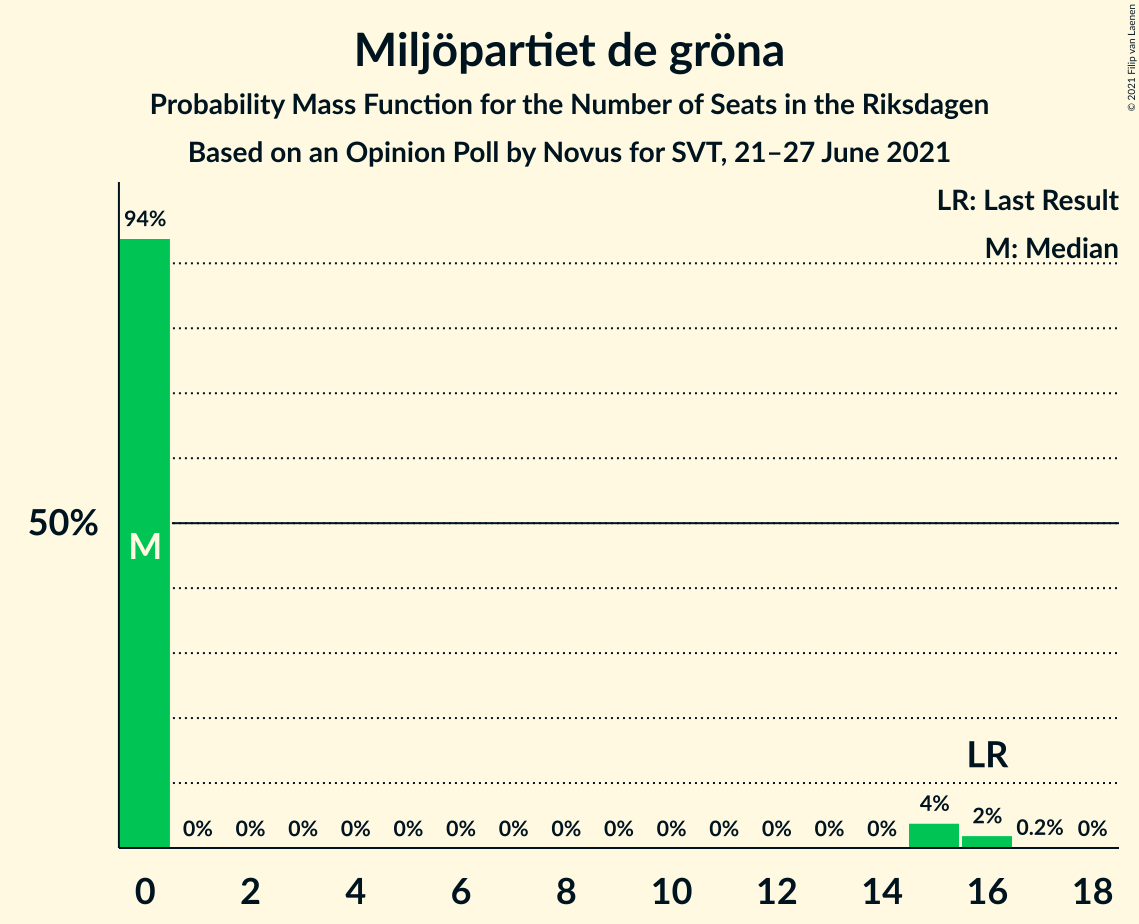 Miljöpartiet de gröna
Probability Mass Function for the Number of Seats in the Riksdagen
Based on an Opinion Poll by Novus for SVT, 21–27 June 2021
© 2021 Filip van Laenen
LR: Last Result
M: Median
94%
50%
M
LR
0% 0% 0% 0% 0% 0% 0% 0% 0% 0% 0% 0% 0% 0% 4% 2% 0.2% 0%
0 2 4 6 8 10 12 14 16 18